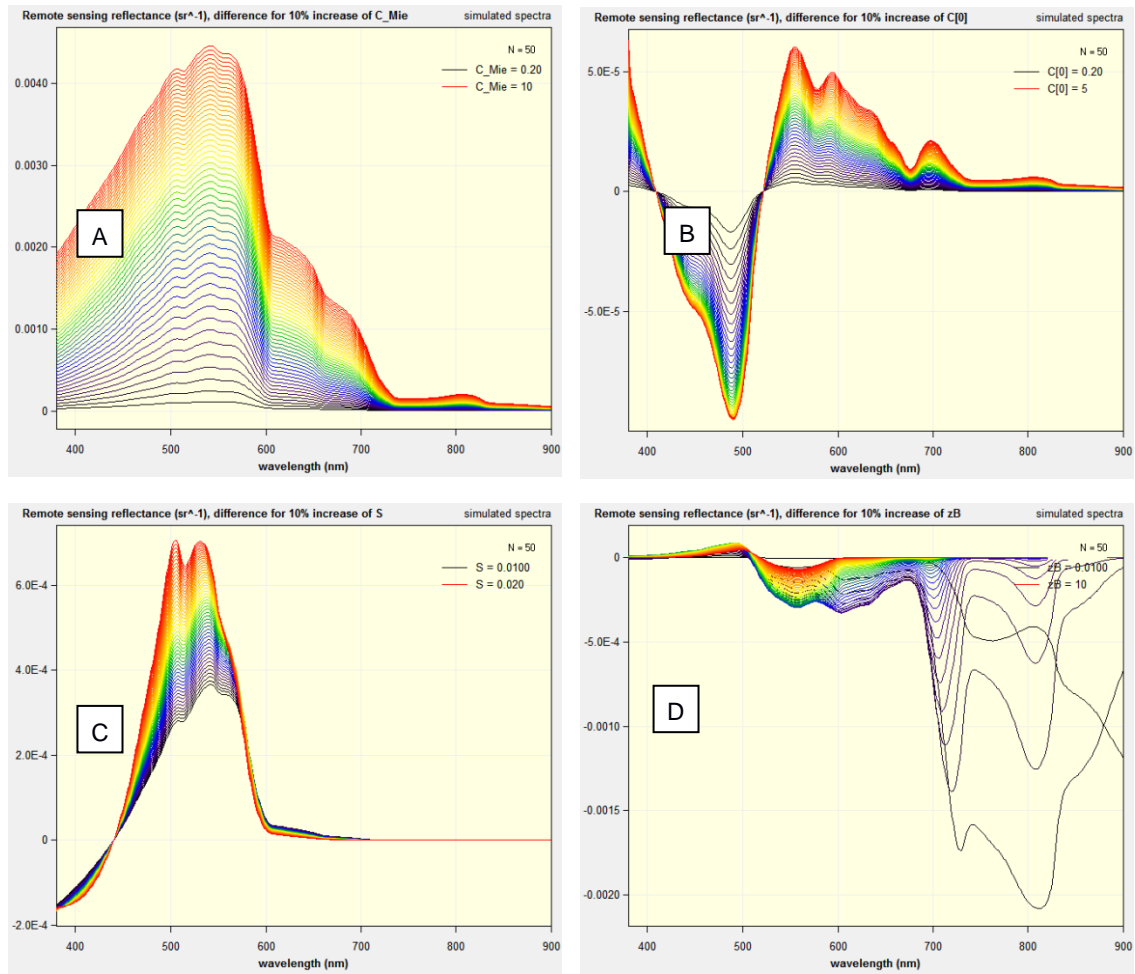 Remote sensing reflectance (sr^-1), difference for 10% increase of C_Mie simulated spectra
N = 50
C_Mie = 0.20
C_Mie = 10
0.0040
0.0030
0.0020
0.0010
0
A
400 500 600 700 800 900
wavelength (nm)
Remote sensing reflectance (sr^-1), difference for 10% increase of C[0] simulated spectra
N = 50
C[0] = 0.20
C[0] = 5
5.0E-5
0
-5.0E-5
B
400 500 600 700 800 900
wavelength (nm)
Remote sensing reflectance (sr^-1), difference for 10% increase of S simulated spectra
N = 50
S = 0.0100
S = 0.020
6.0E-4
4.0E-4
2.0E-4
0
-2.0E-4
C
400 500 600 700 800 900
wavelength (nm)
Remote sensing reflectance (sr^-1), difference for 10% increase of zB simulated spectra
N = 50
zB = 0.0100
zB = 10
0
-5.0E-4
-0.0010
-0.0015
-0.0020
D
400 500 600 700 800 900
wavelength (nm)